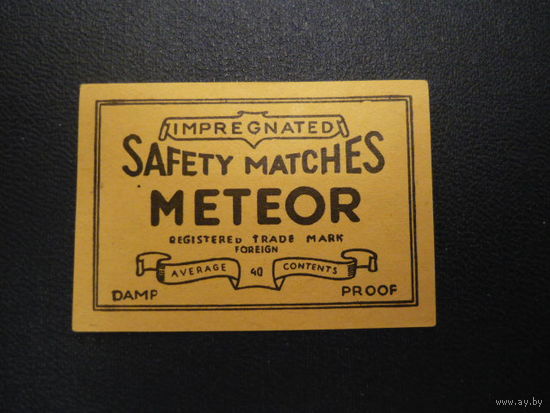 IMPREGNATED
SAFETY MATCHES
METEOR
REGISTERED TRADE MARK
FOREIGN
AVERAGE 40 CONTENTS
DAMP PROOF
www.ay.by